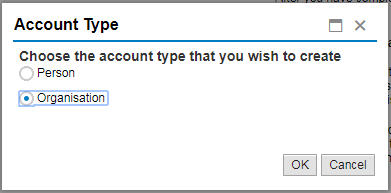 Account Type
Choose the account type that you wish to create
Person
Organisation
OK Cancel